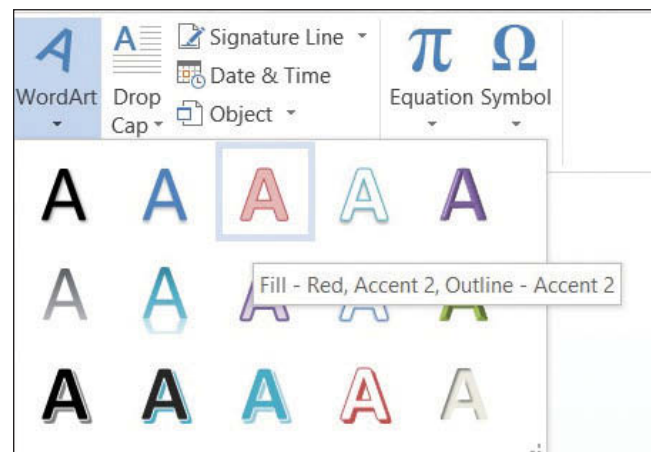 WordArt
Drop
Cap
Signature Line
Date & Time
Object
π
Equation
Ω
Symbol
A A A A A
Fill - Red, Accent 2, Outline - Accent 2
A A A A A
A A A A A